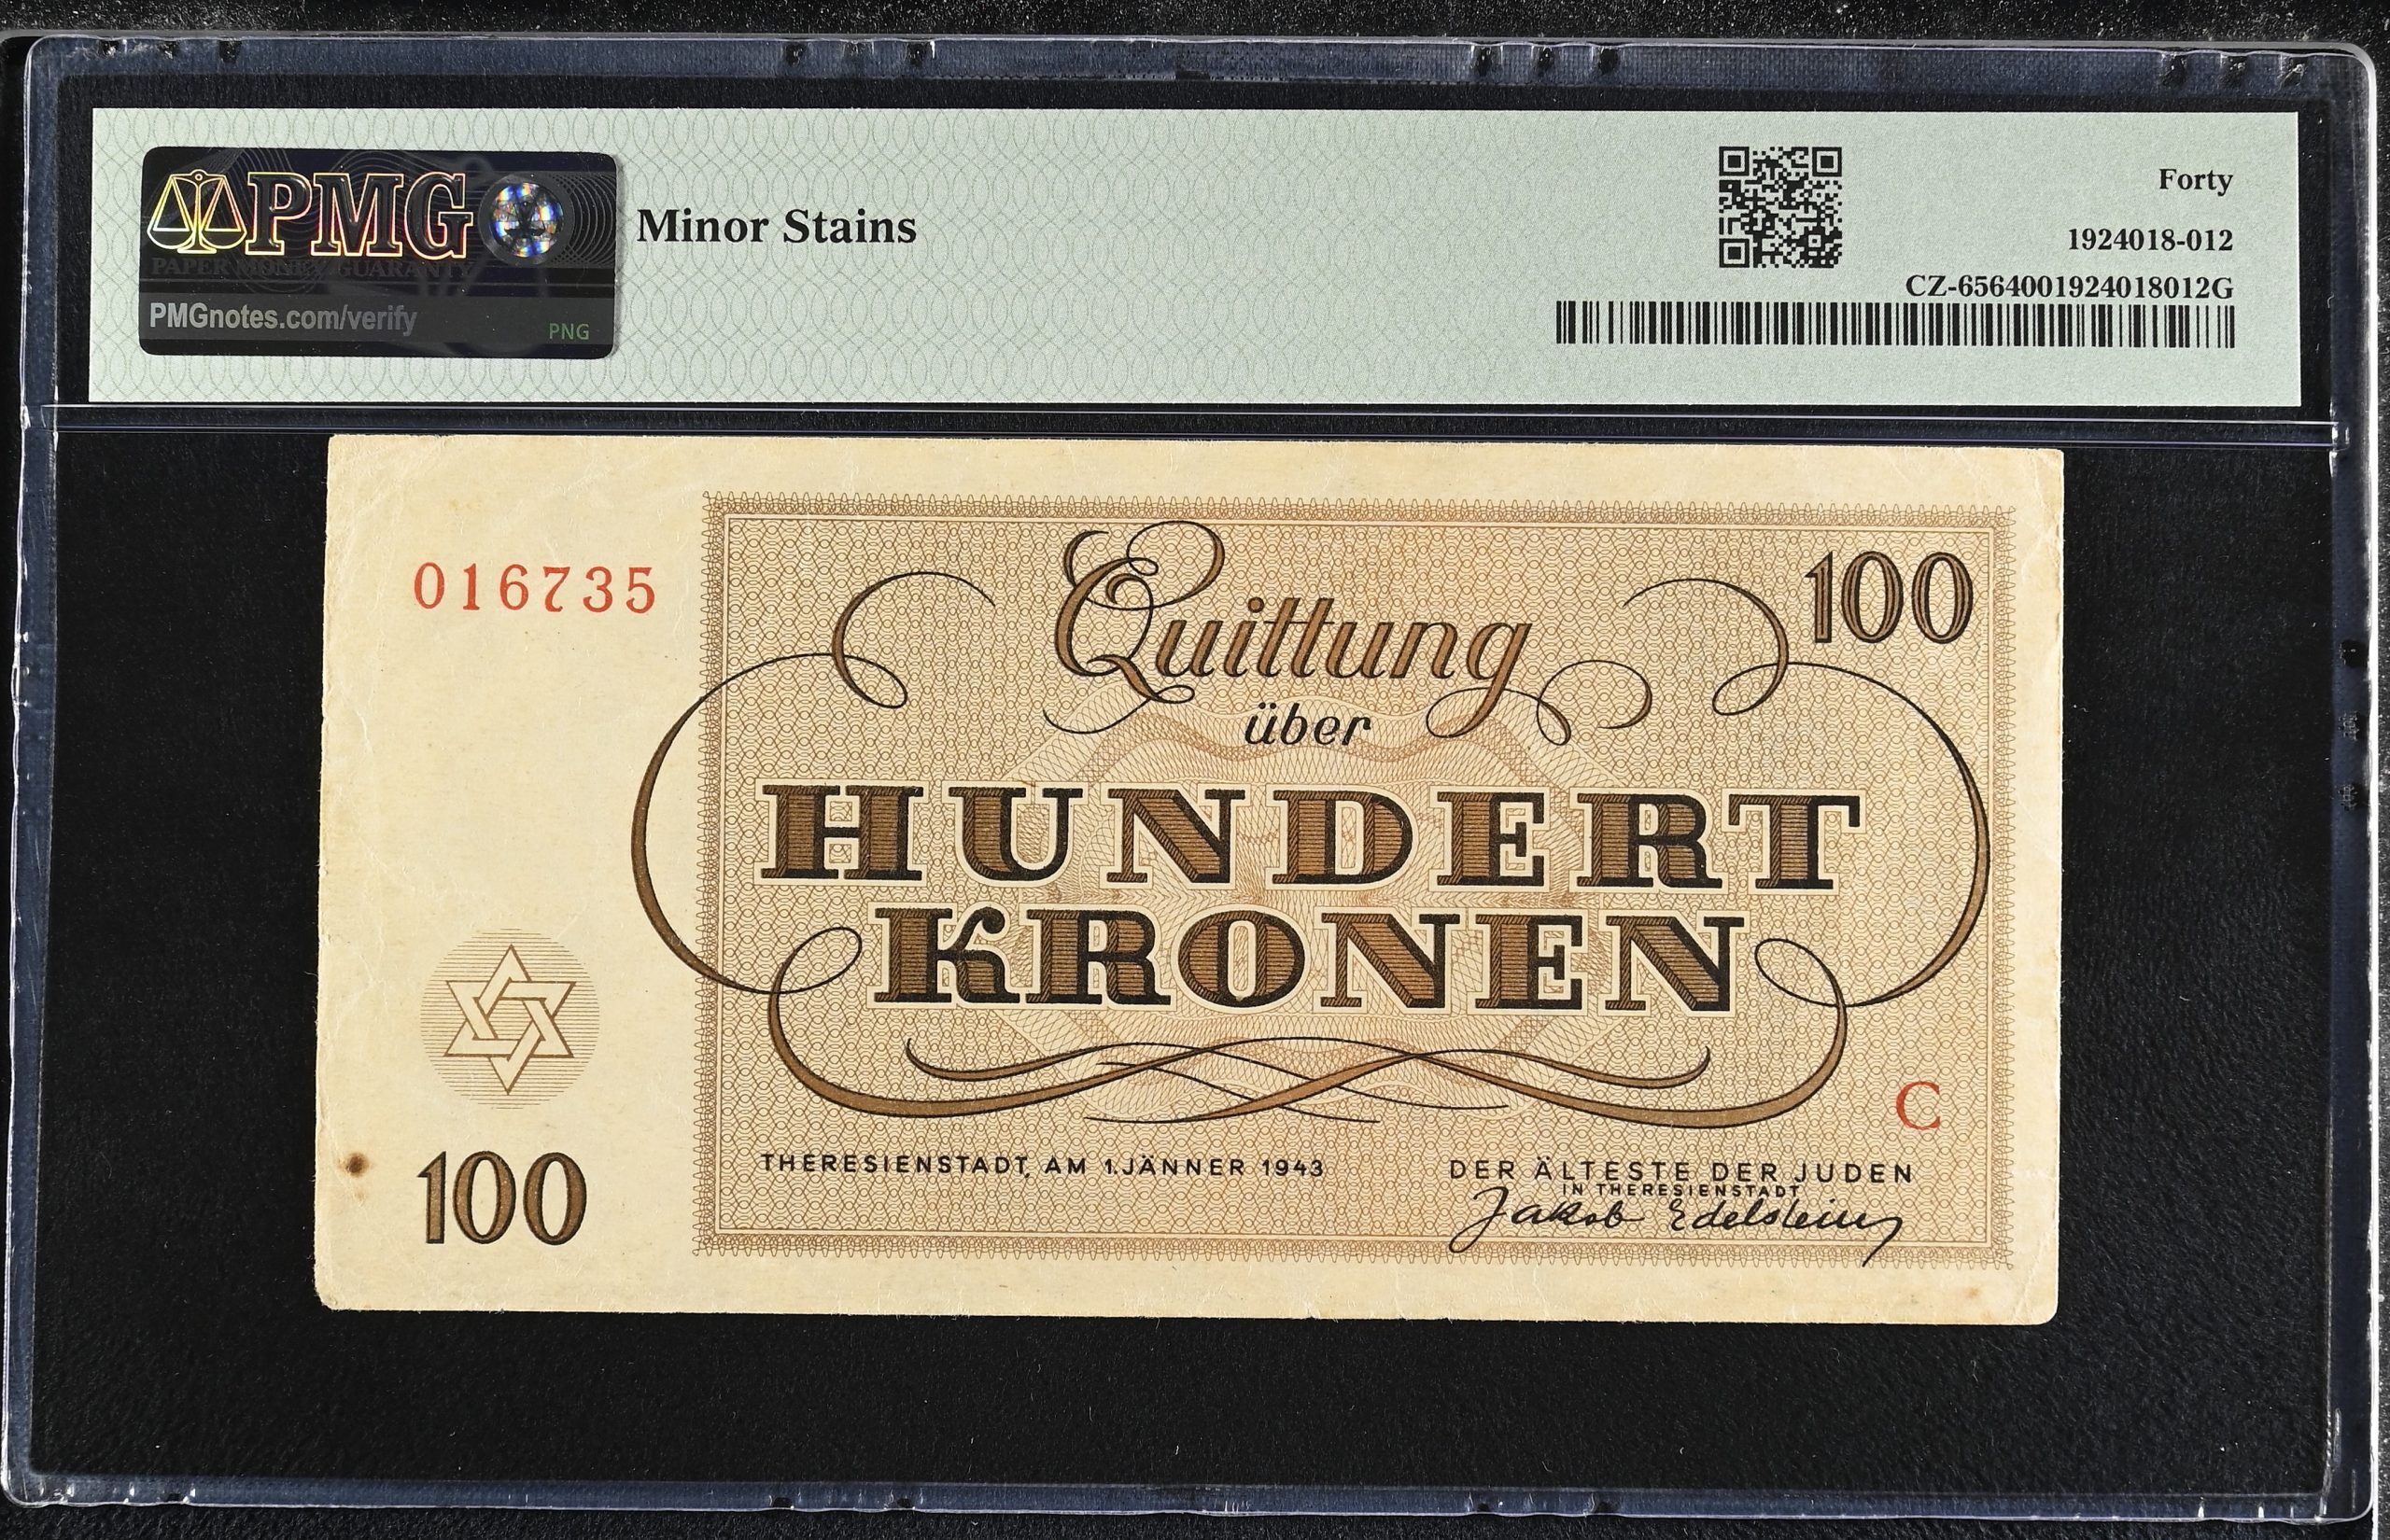 PMG
PAPER MONEY GUARANTY
PMGnotes.com/verify
PNG
Minor Stains
Forty
1924018-012
CZ-6564001924018012G
016735
100
Quittung
über
HUNDERT
KRONEN
C
100
THERESIENSTADT, AM 1. JÄNNER 1943
DER ÄLTESTE DER JUDEN
IN THERESIENSTADT
Jakob Edelstein